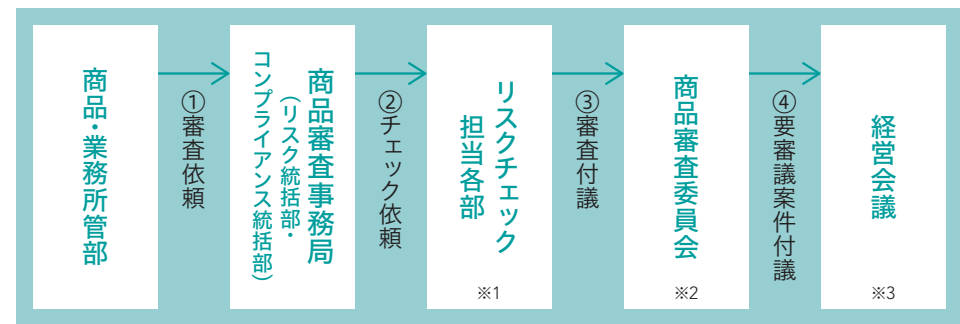 商品・業務所管部
①審査依頼
商品審査事務局
(リスク統括部・
コンプライアンス統括部)
②チェック依頼
リスクチェック
担当各部
※1
③審査付議
商品審査委員会
※2
④要審議案件付議
経営会議
※3